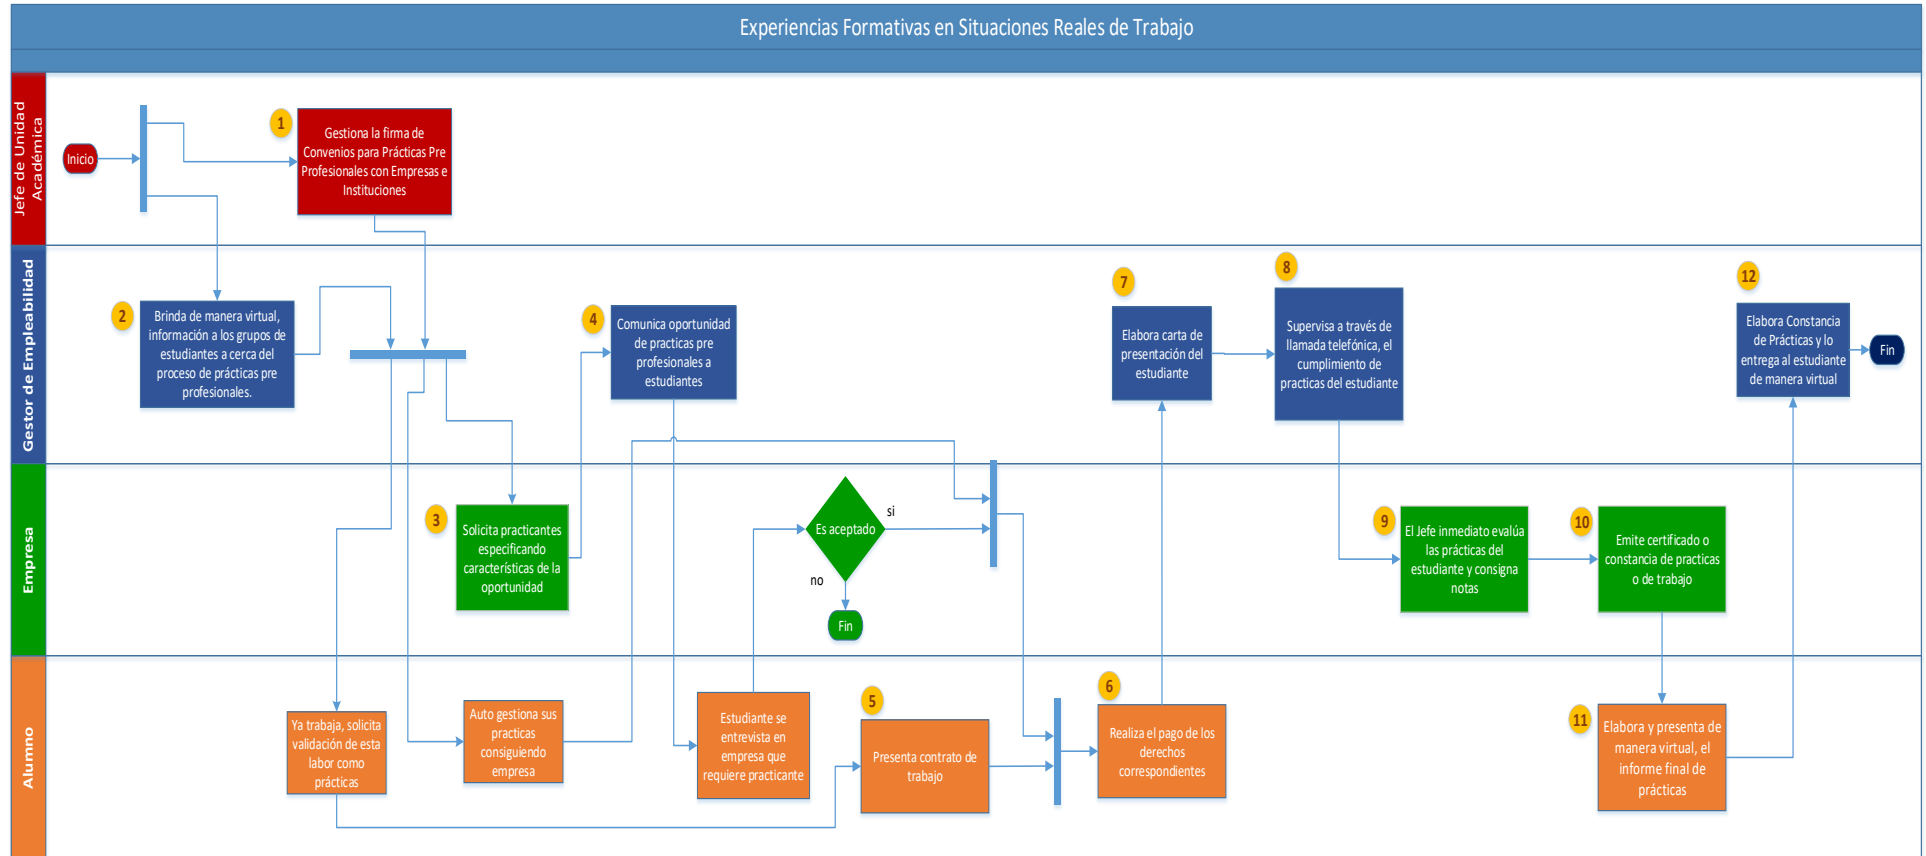 Experiencias Formativas en Situaciones Reales de Trabajo
Jefe de Unidad
Académica
Inicio
1
Gestiona la firma de
Convenios para Prácticas Pre
Profesionales con Empresas e
Instituciones
Gestor de Empleabilidad
2
Brinda de manera virtual,
información a los grupos de
estudiantes a cerca del
proceso de prácticas pre
profesionales.
4
Comunica oportunidad
de practicas pre
profesionales a
estudiantes
7
Elabora carta de
presentación del
estudiante
8
Supervisa a través de
llamada telefónica, el
cumplimiento de
practicas del estudiante
12
Elabora Constancia
de Prácticas y lo
entrega al estudiante
de manera virtual
Fin
Empresa
3
Solicita practicantes
especificando
características de la
oportunidad
Es aceptado
si
no
Fin
9
El Jefe inmediato evalúa
las prácticas del
estudiante y consigna
notas
10
Emite certificado o
constancia de practicas
o de trabajo
Alumno
Ya trabaja, solicita
validación de esta
labor como
prácticas
Auto gestiona sus
practicas
consiguiendo
empresa
Estudiante se
entrevista en
empresa que
requiere practicante
5
Presenta contrato de
trabajo
6
Realiza el pago de los
derechos
correspondientes
11
Elabora y presenta de
manera virtual, el
informe final de
prácticas